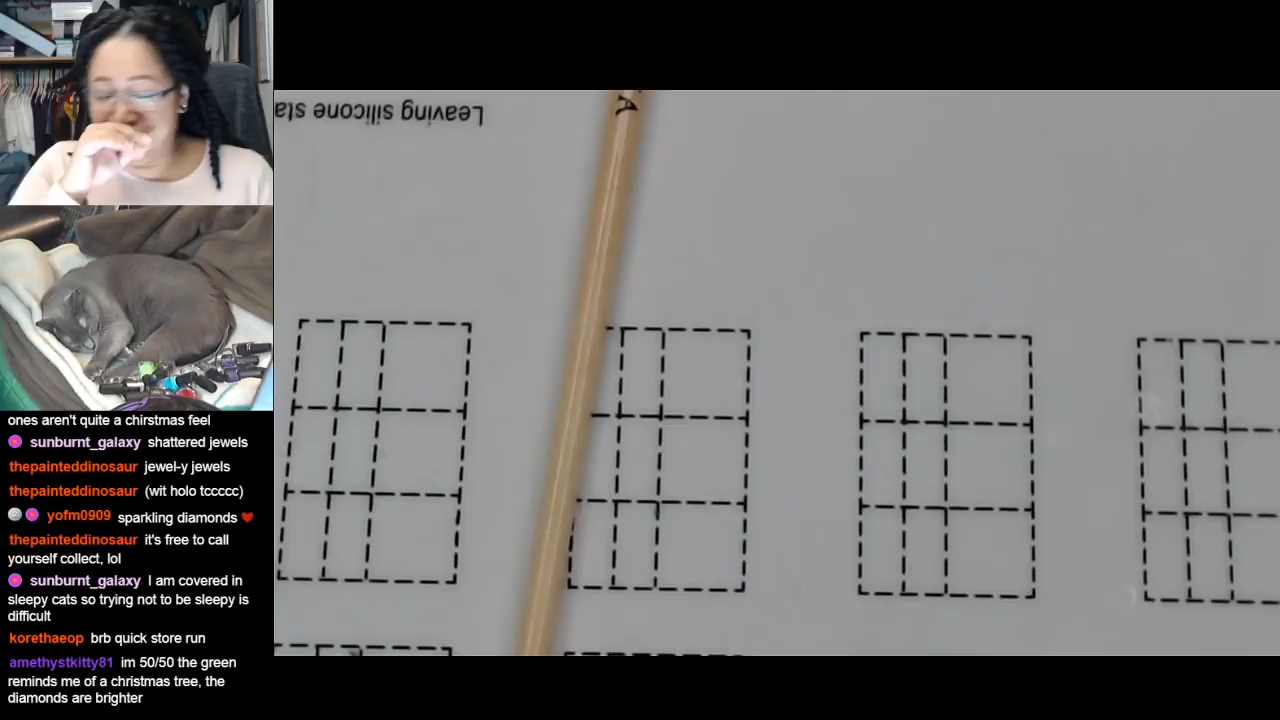 Leaving silicone sta
A
ones aren't quite a chirstmas feel
sunburnt_galaxy shattered jewels
thepainteddinosaur jewel-y jewels
thepainteddinosaur (wit holo tccccc)
yofm0909 sparkling diamonds
thepainteddinosaur it's free to call
yourself collect, lol
sunburnt_galaxy I am covered in
sleepy cats so trying not to be sleepy is
difficult
korethaeop brb quick store run
amethystkitty81 im 50/50 the green
reminds me of a christmas tree, the
diamonds are brighter